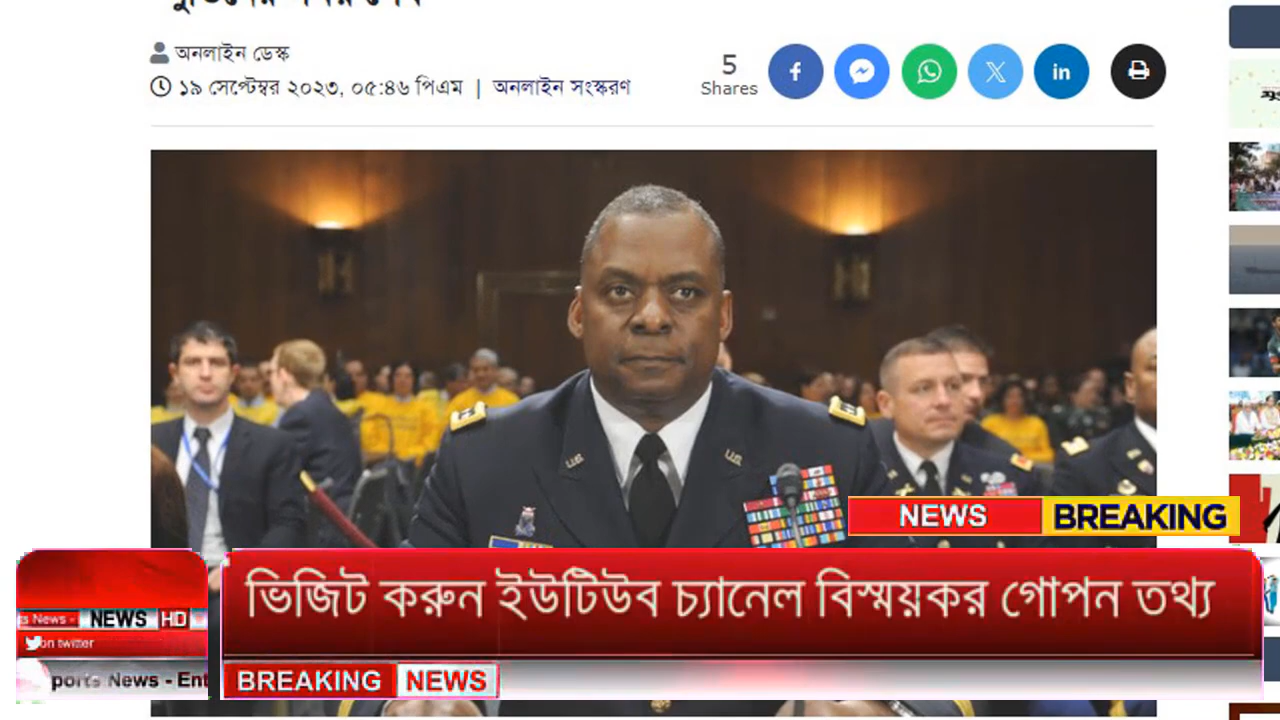 অনলাইন ডেস্ক
১৯ সেপ্টেম্বর ২০২৩, ০৫:৪৬ পিএম | অনলাইন সংস্করণ
5
Shares
NEWS BREAKING
ভিজিট করুন ইউটিউব চ্যানেল বিস্ময়কর গোপন তথ্য
s News - NEWS HD
on twitter
ports News - Ent
BREAKING NEWS